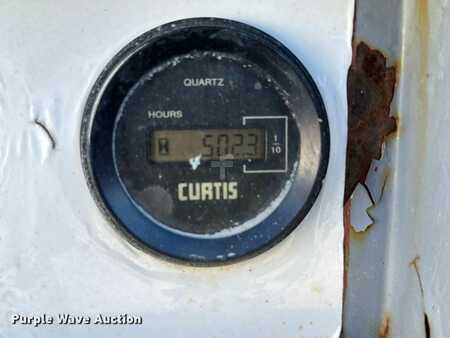 QUARTZ
HOURS
5023
1
10
CURTIS
Purple Wave Auction